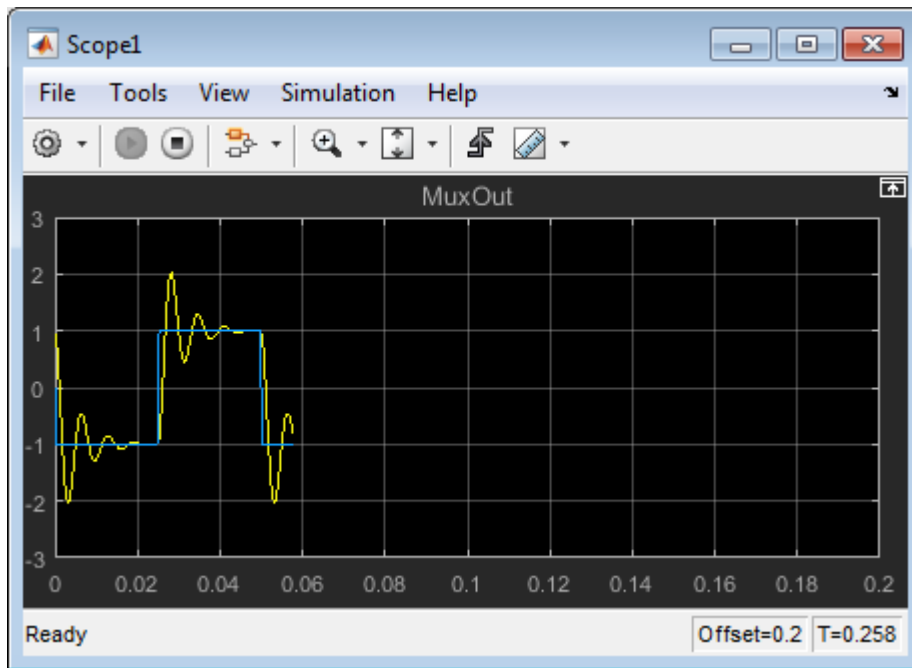 Scope1
File Tools View Simulation Help
MuxOut
3
2
1
0
-1
-2
-3
0 0.02 0.04 0.06 0.08 0.1 0.12 0.14 0.16 0.18 0.2
Ready Offset=0.2 T=0.258